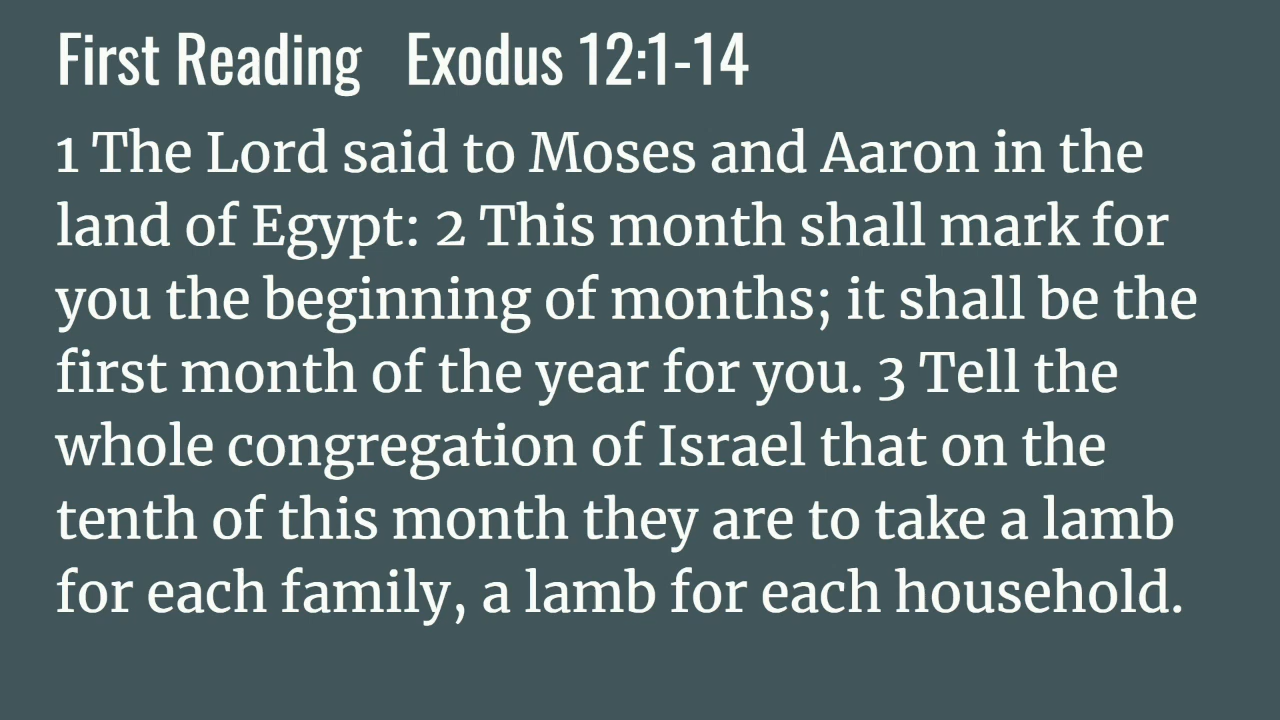 First Reading Exodus 12:1-14
1 The Lord said to Moses and Aaron in the
land of Egypt: 2 This month shall mark for
you the beginning of months; it shall be the
first month of the year for you. 3 Tell the
whole congregation of Israel that on the
tenth of this month they are to take a lamb
for each family, a lamb for each household.